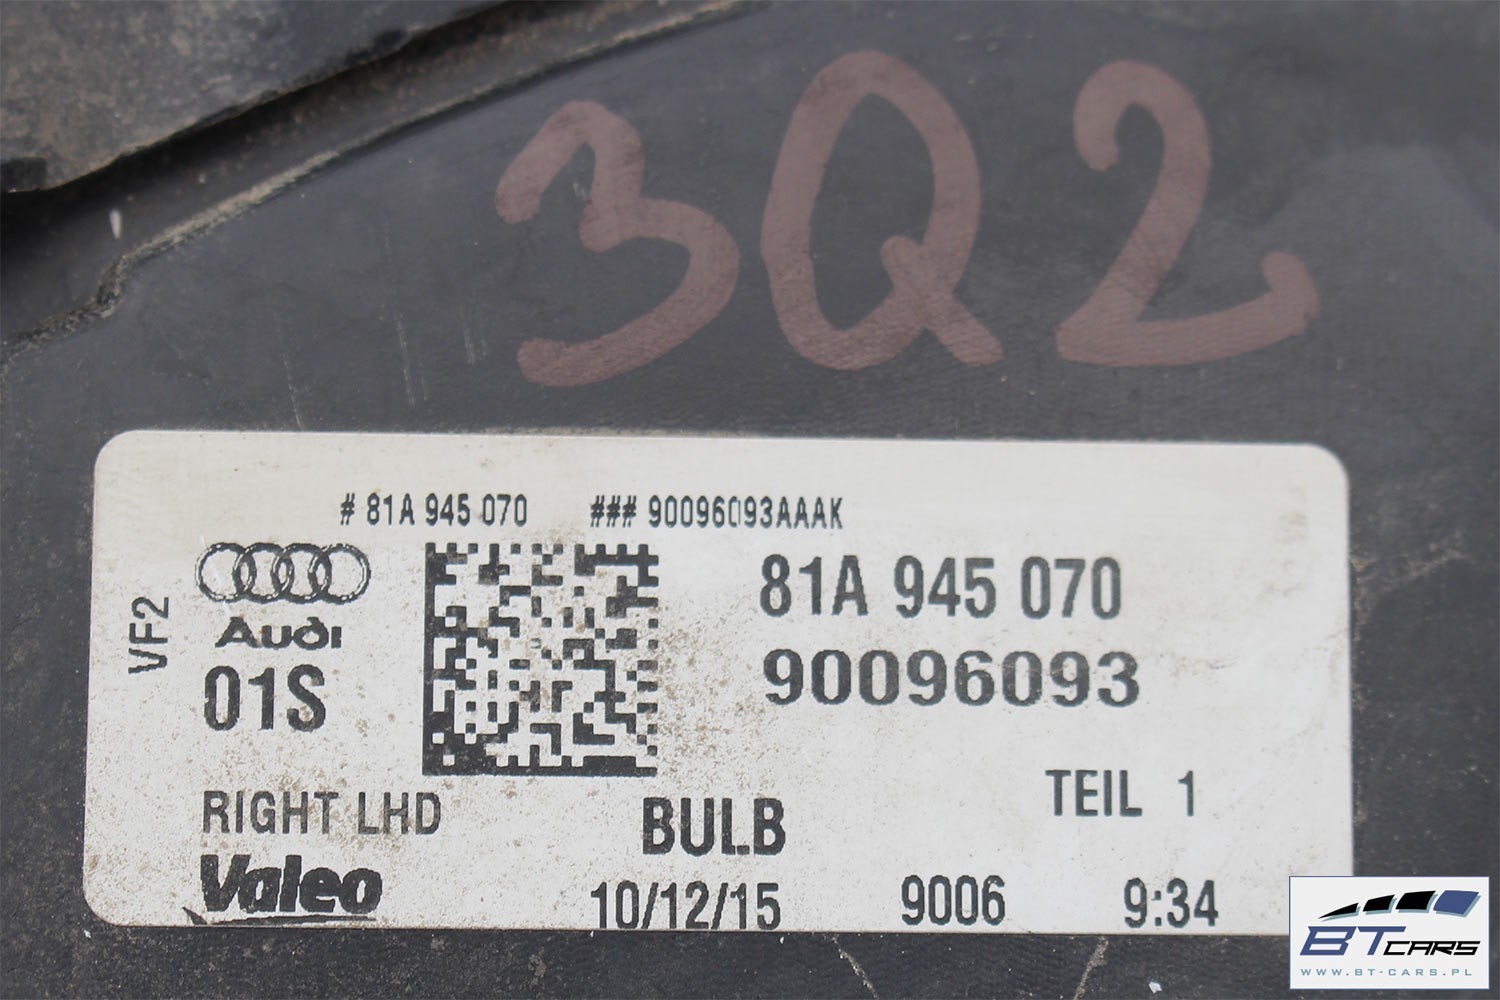 3Q2
# 81A 945 070 ### 90096093AAAK
81A 945 070
VF2
Audi
01S
90096093
TEIL 1
RIGHT LHD
BULB
Valeo
10/12/15 9006 9:34
BT CARS
WWW.BT-CARS.PL